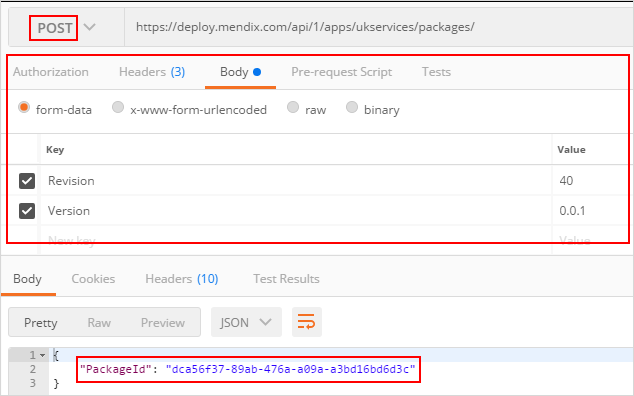 POST https://deploy.mendix.com/api/1/apps/ukservices/packages/
Authorization Headers (3) Body Pre-request Script Tests
form-data x-www-form-urlencoded raw binary
Key Value
Revision 40
Version 0.0.1
New key Value
Body Cookies Headers (10) Test Results
Pretty Raw Preview JSON
1 {
2 "PackageId": "dca56f37-89ab-476a-a09a-a3bd16bd6d3c"
3 }